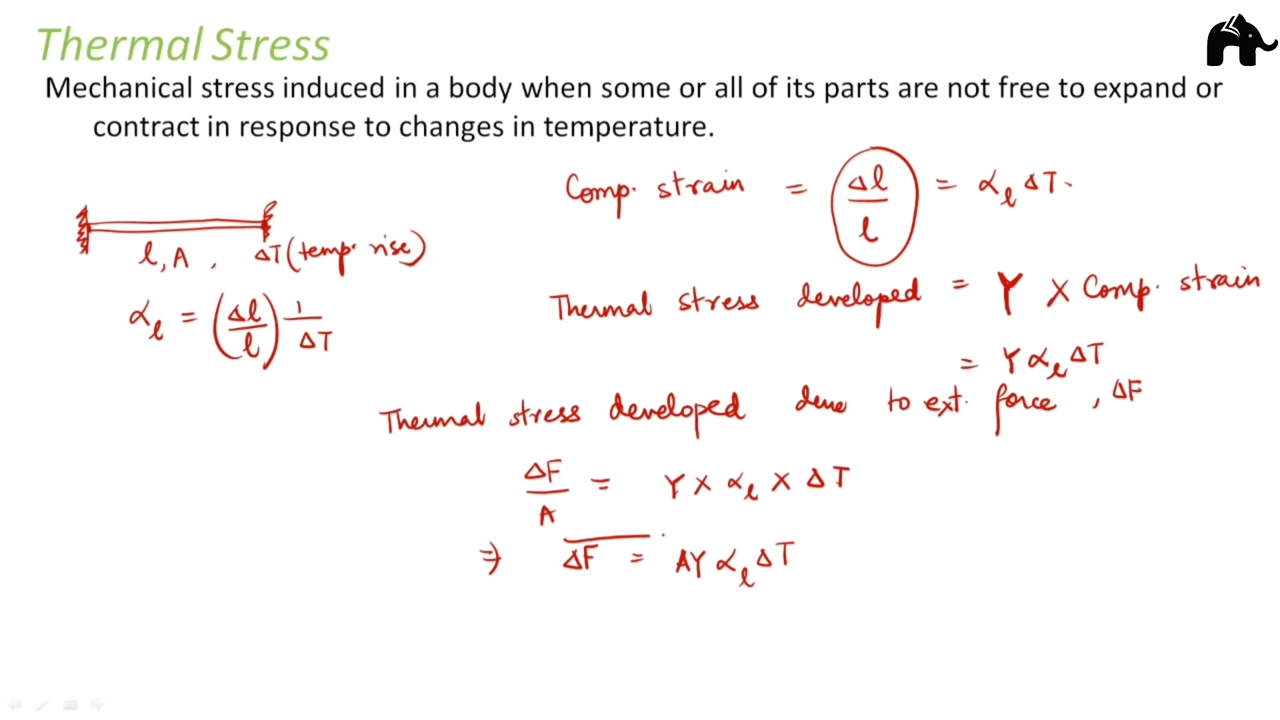 Thermal Stress
Mechanical stress induced in a body when some or all of its parts are not free to expand or
contract in response to changes in temperature.
Comp. strain = Δl/l = α_l ΔT.
l, A , ΔT (temp. rise)
α_l = (Δl/l) 1/ΔT
Thermal stress developed = Y × Comp. strain
= Y α_l ΔT
Thermal stress developed due to ext. force , ΔF
ΔF/A = Y × α_l × ΔT
⇒ ΔF = AY α_l ΔT